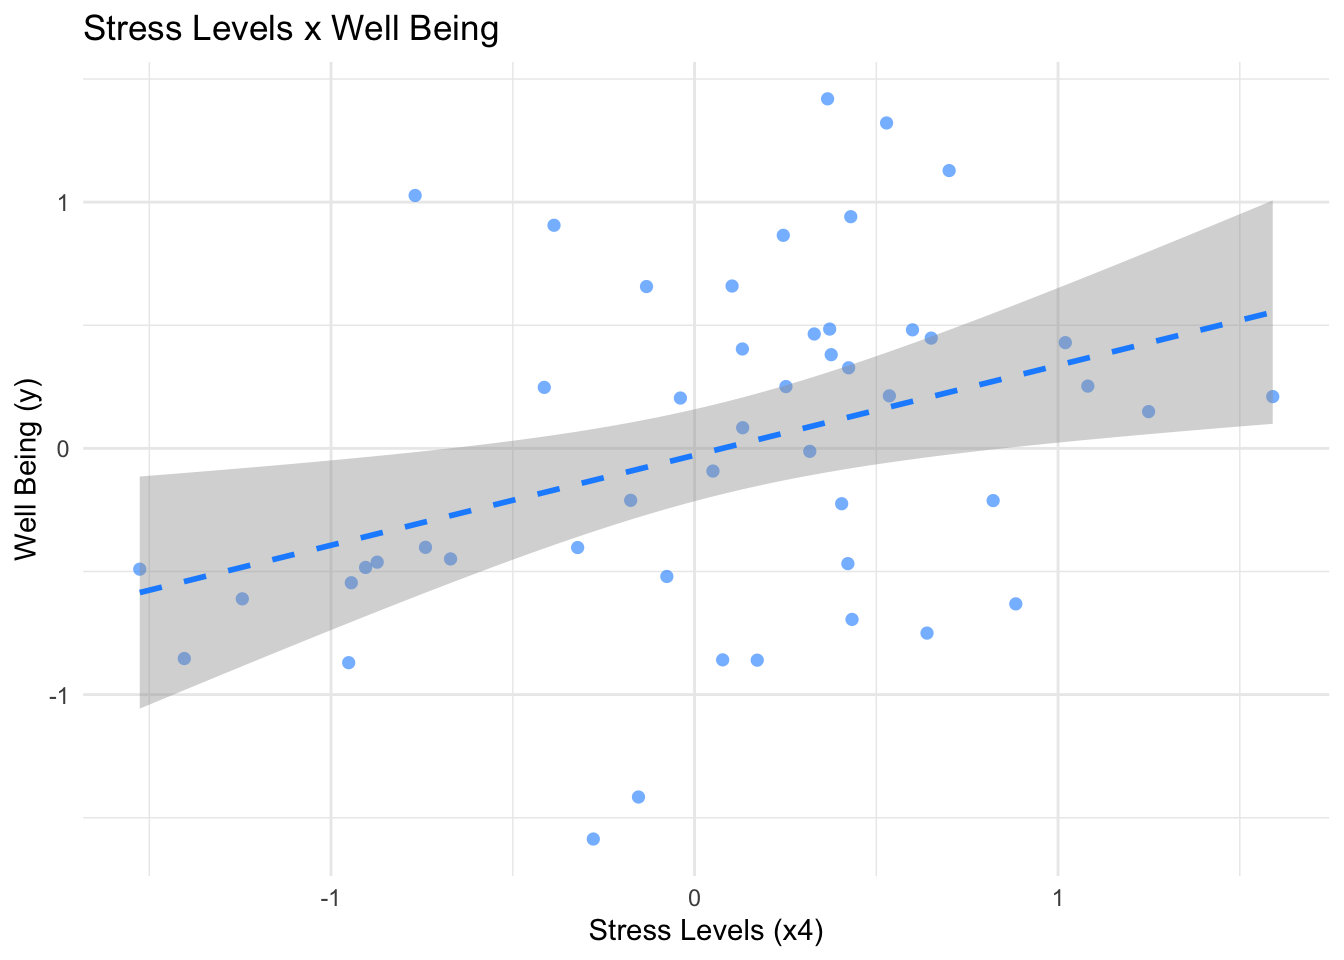 Stress Levels x Well Being
1
0
-1
Well Being (y)
-1 0 1
Stress Levels (x4)